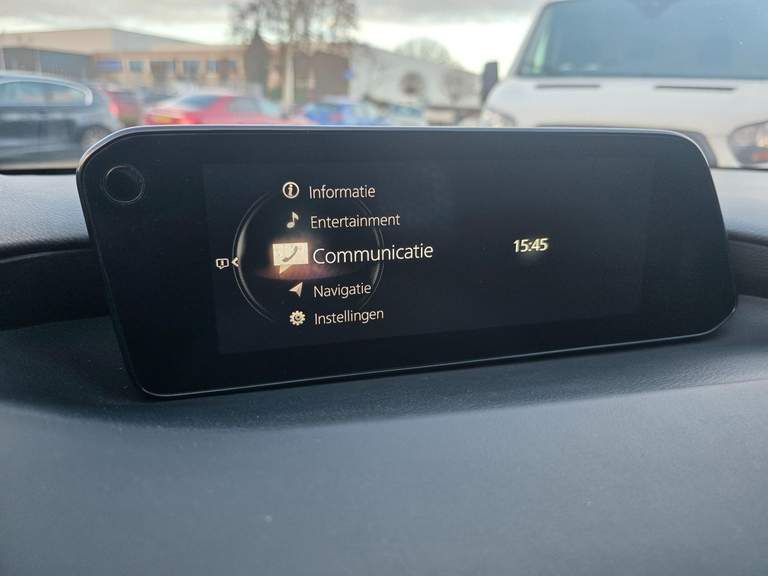 Informatie
Entertainment
Communicatie
15:45
Navigatie
Instellingen